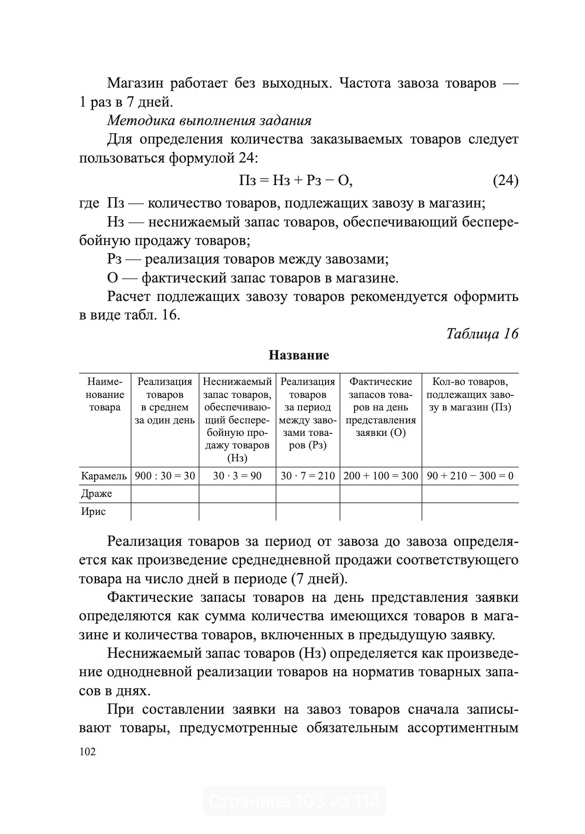 Магазин работает без выходных. Частота завоза товаров —
1 раз в 7 дней.
Методика выполнения задания
Для определения количества заказываемых товаров следует
пользоваться формулой 24:
Пз = Нз + Рз − О, (24)
где Пз — количество товаров, подлежащих завозу в магазин;
Нз — неснижаемый запас товаров, обеспечивающий беспере-
бойную продажу товаров;
Рз — реализация товаров между завозами;
О — фактический запас товаров в магазине.
Расчет подлежащих завозу товаров рекомендуется оформить
в виде табл. 16.
Таблица 16
Название
Наиме-
нование
товара
Реализация
товаров
в среднем
за один день
Неснижаемый
запас товаров,
обеспечиваю-
щий беспере-
бойную про-
дажу товаров
(Нз)
Реализация
товаров
за период
между заво-
зами това-
ров (Рз)
Фактические
запасов това-
ров на день
представления
заявки (О)
Кол-во товаров,
подлежащих заво-
зу в магазин (Пз)
Карамель 900 : 30 = 30 30 · 3 = 90 30 · 7 = 210 200 + 100 = 300 90 + 210 − 300 = 0
Драже
Ирис
Реализация товаров за период от завоза до завоза определя-
ется как произведение среднедневной продажи соответствующего
товара на число дней в периоде (7 дней).
Фактические запасы товаров на день представления заявки
определяются как сумма количества имеющихся товаров в мага-
зине и количества товаров, включенных в предыдущую заявку.
Неснижаемый запас товаров (Нз) определяется как произведе-
ние однодневной реализации товаров на норматив товарных запа-
сов в днях.
При составлении заявки на завоз товаров сначала записы-
вают товары, предусмотренные обязательным ассортиментным
102
Страница 103 из 114